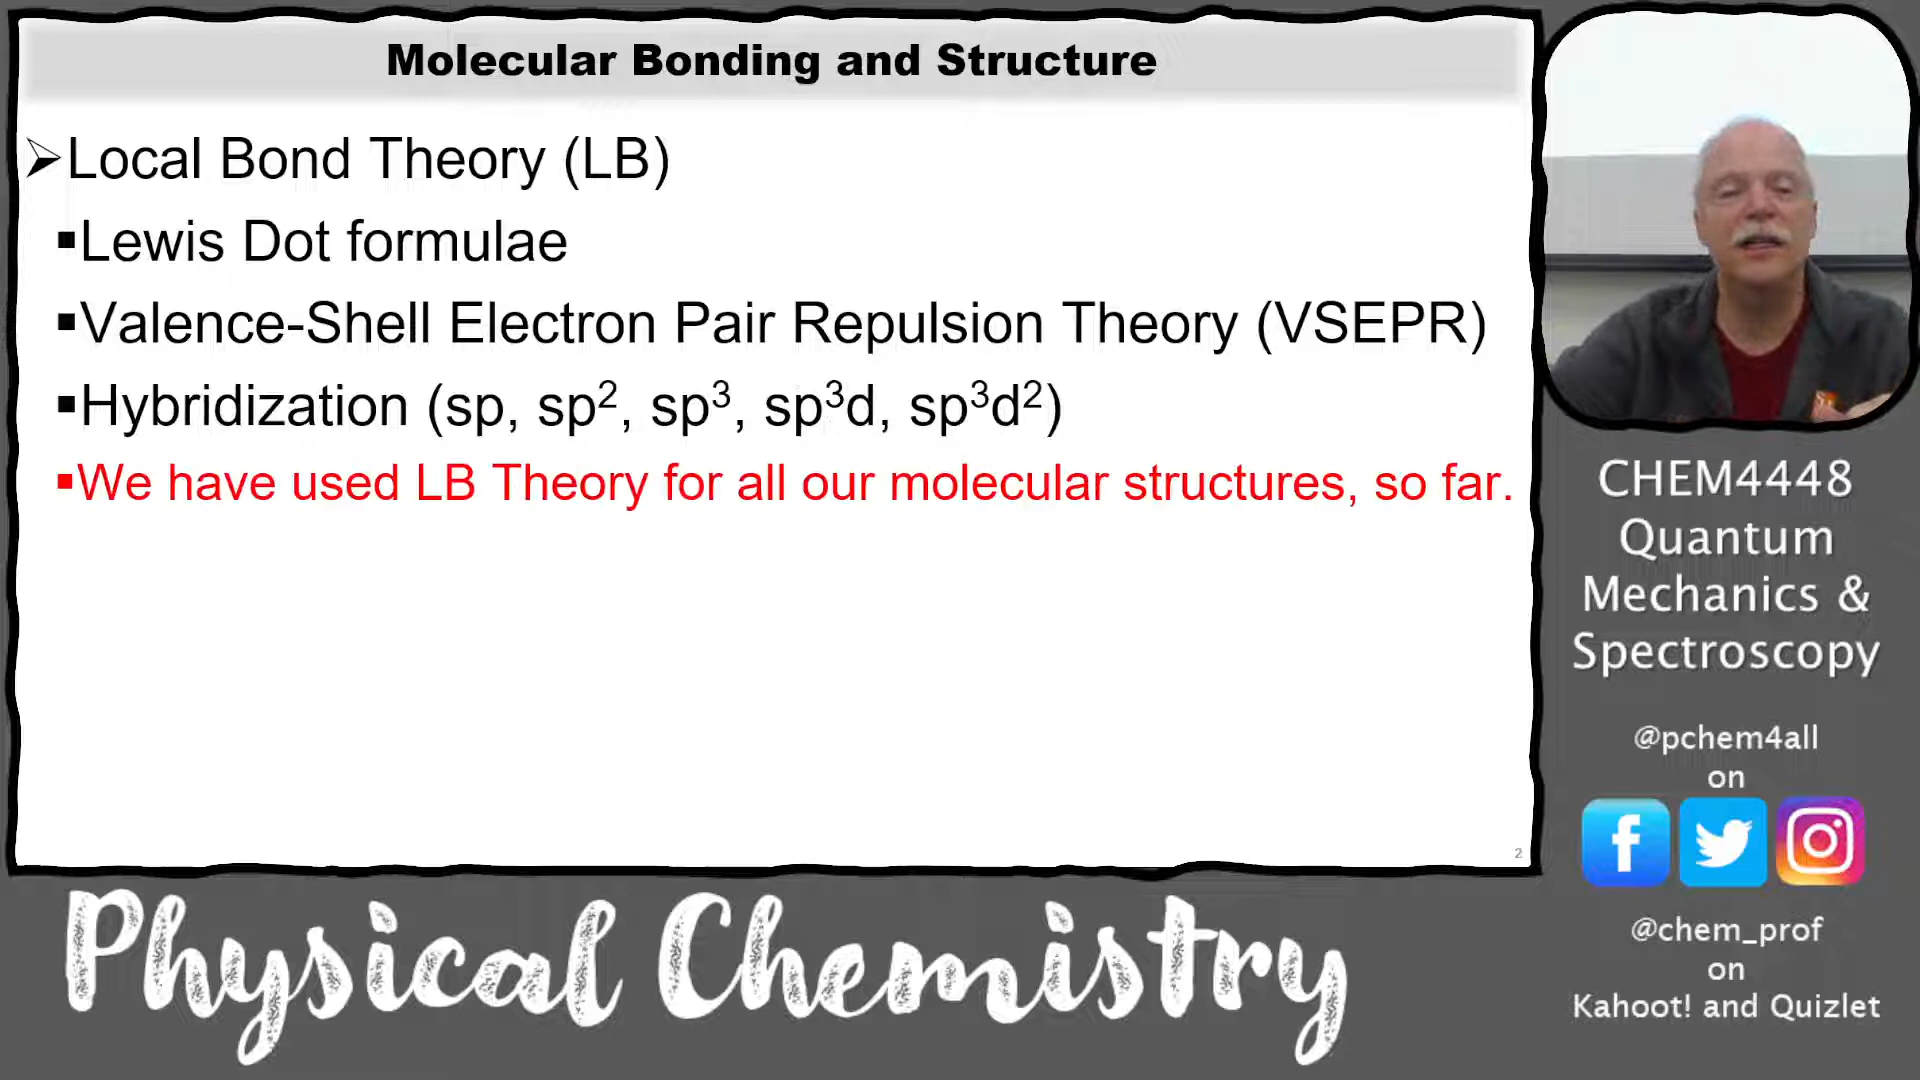 Molecular Bonding and Structure
➢Local Bond Theory (LB)
▪Lewis Dot formulae
▪Valence-Shell Electron Pair Repulsion Theory (VSEPR)
▪Hybridization (sp, sp², sp³, sp³d, sp³d²)
▪We have used LB Theory for all our molecular structures, so far.
2
CHEM4448
Quantum
Mechanics &
Spectroscopy
@pchem4all
on
@chem_prof
on
Kahoot! and Quizlet
Physical Chemistry